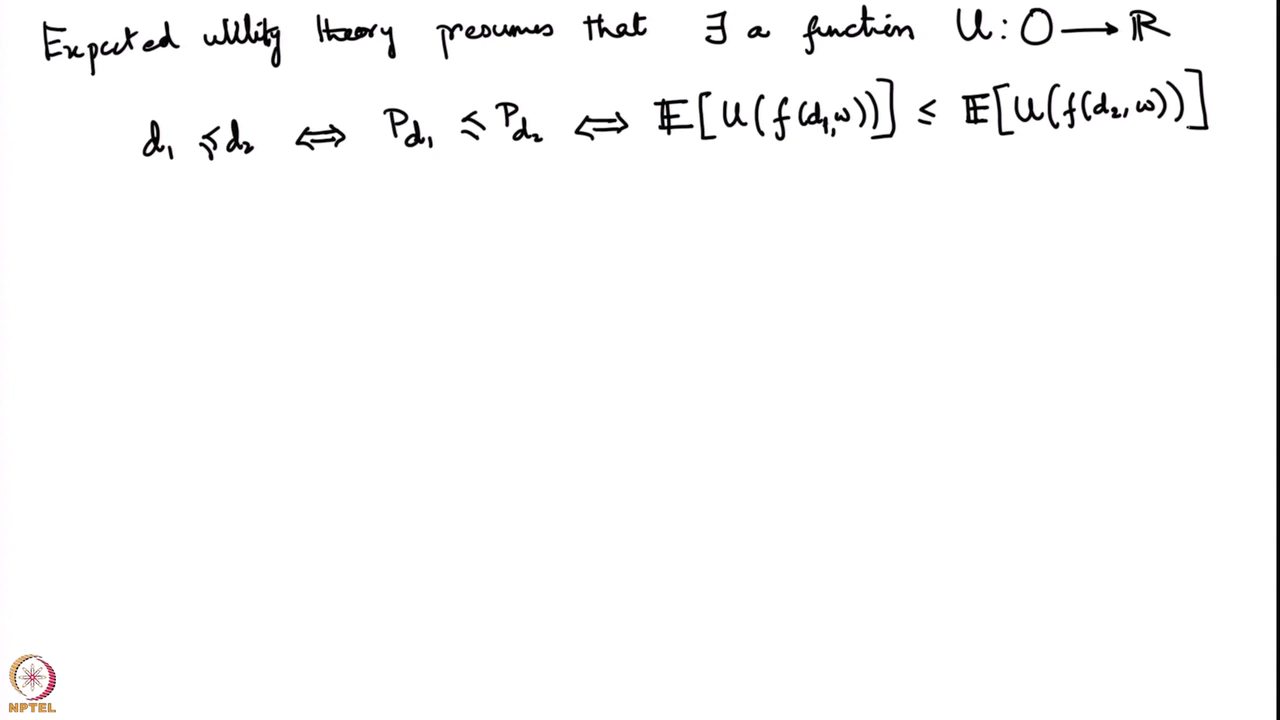 Expected utility theory presumes that ∃ a function U : O ⟶ ℝ
d₁ ≼ d₂ ⟺ P_{d₁} ≼ P_{d₂} ⟺ 𝔼[U(f(d₁,ω))] ≤ 𝔼[U(f(d₂,ω))]
NPTEL